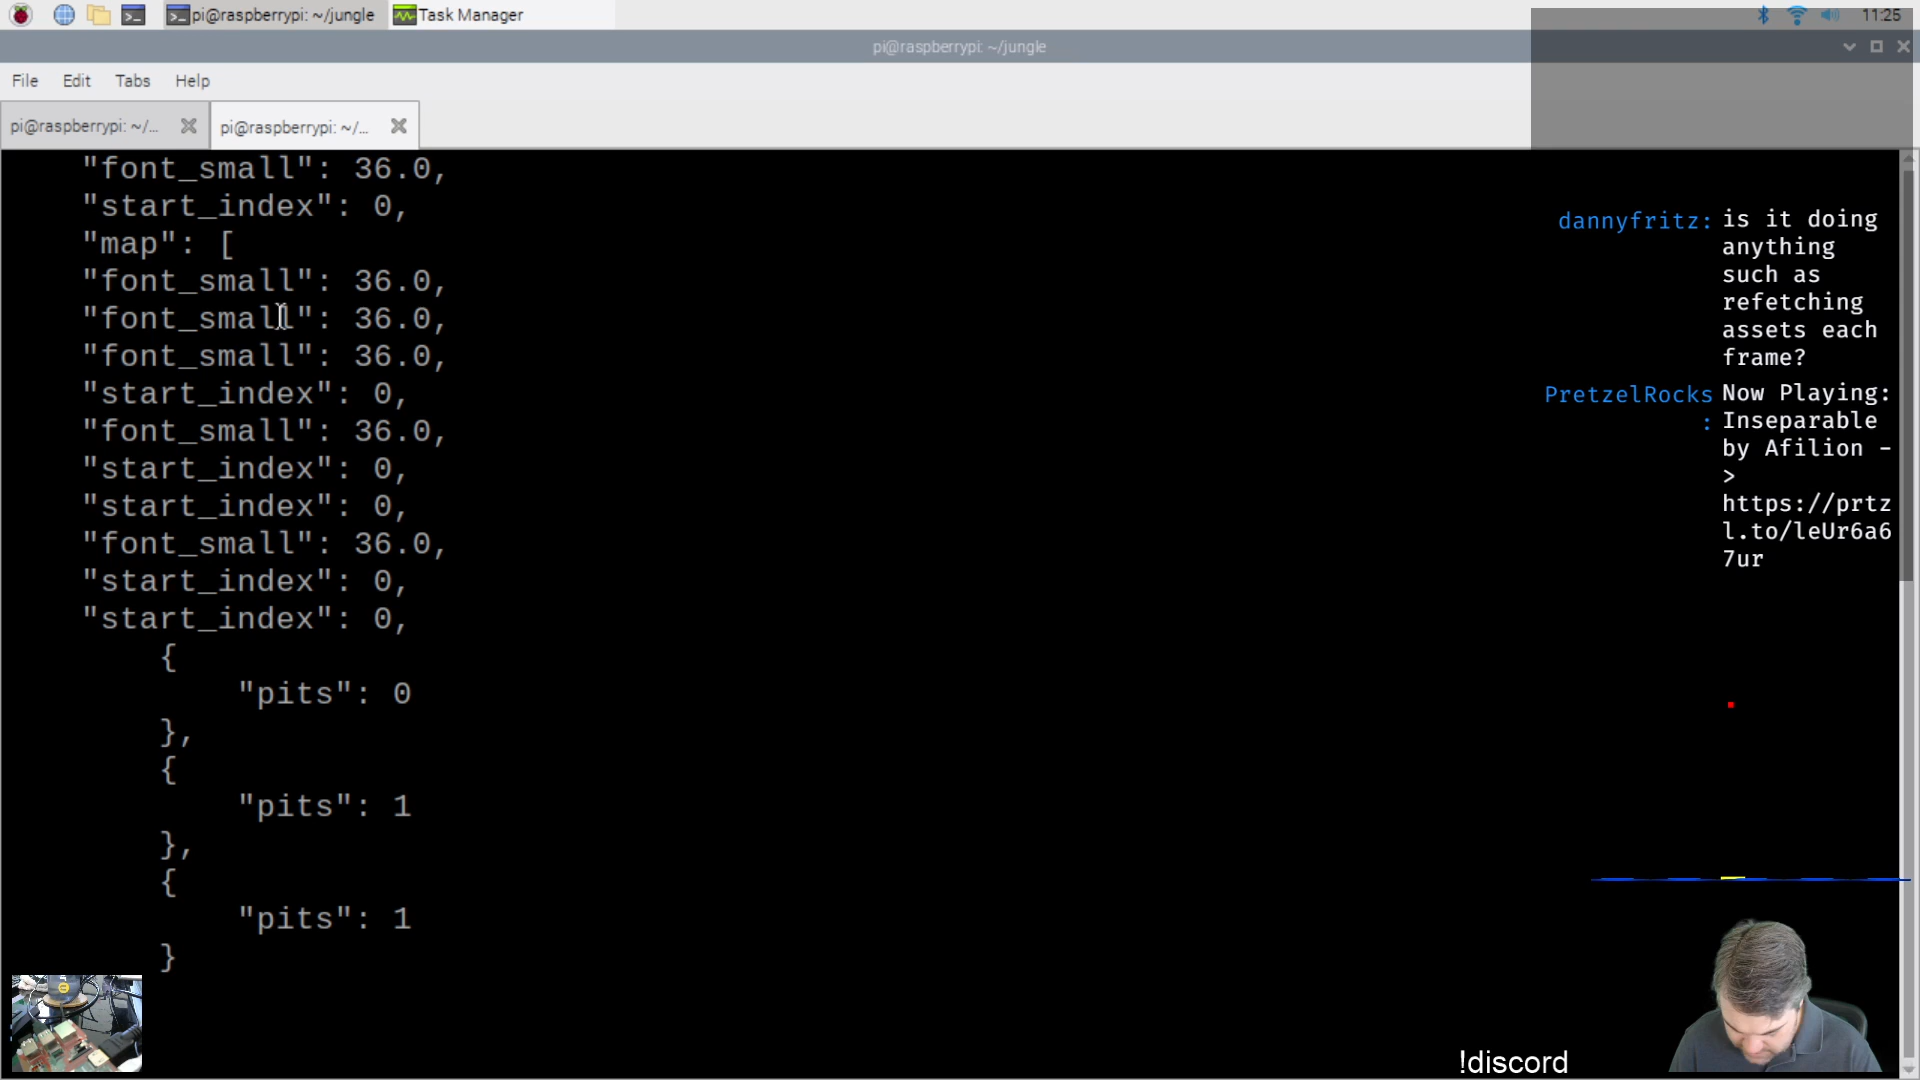 pi@raspberrypi: ~/jungle
Task Manager
11:25
pi@raspberrypi: ~/jungle
File Edit Tabs Help
pi@raspberrypi: ~/...
pi@raspberrypi: ~/...
"font_small": 36.0,
"start_index": 0,
"map": [
"font_small": 36.0,
"font_small": 36.0,
"font_small": 36.0,
"start_index": 0,
"font_small": 36.0,
"start_index": 0,
"start_index": 0,
"font_small": 36.0,
"start_index": 0,
"start_index": 0,
{
"pits": 0
},
{
"pits": 1
},
{
"pits": 1
}
dannyfritz: is it doing
anything
such as
refetching
assets each
frame?
PretzelRocks Now Playing:
: Inseparable
by Afilion -
>
https://prtz
l.to/leUr6a6
7ur
!discord